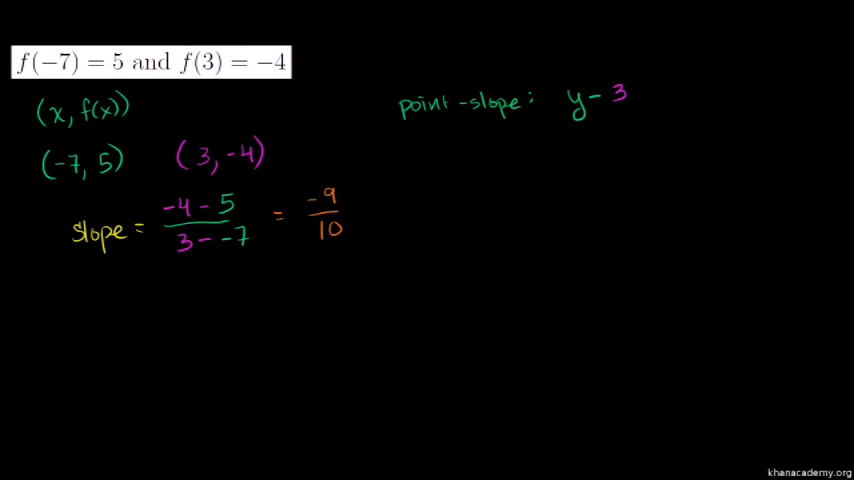 f(−7) = 5 and f(3) = −4
(x, f(x))
point-slope: y- 3
(-7, 5) (3, -4)
slope = -4 - 5 / 3 - -7 = -9 / 10
khanacademy.org